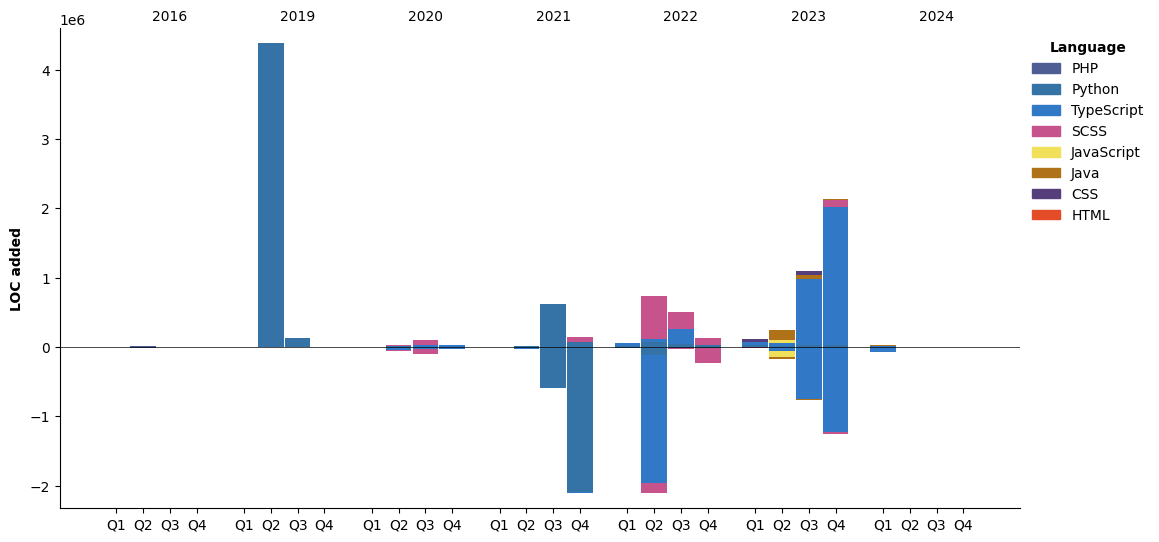 1e6
2016 2019 2020 2021 2022 2023 2024
Language
PHP
Python
TypeScript
SCSS
JavaScript
Java
CSS
HTML
LOC added
4
3
2
1
0
−1
−2
Q1 Q2 Q3 Q4 Q1 Q2 Q3 Q4 Q1 Q2 Q3 Q4 Q1 Q2 Q3 Q4 Q1 Q2 Q3 Q4 Q1 Q2 Q3 Q4 Q1 Q2 Q3 Q4